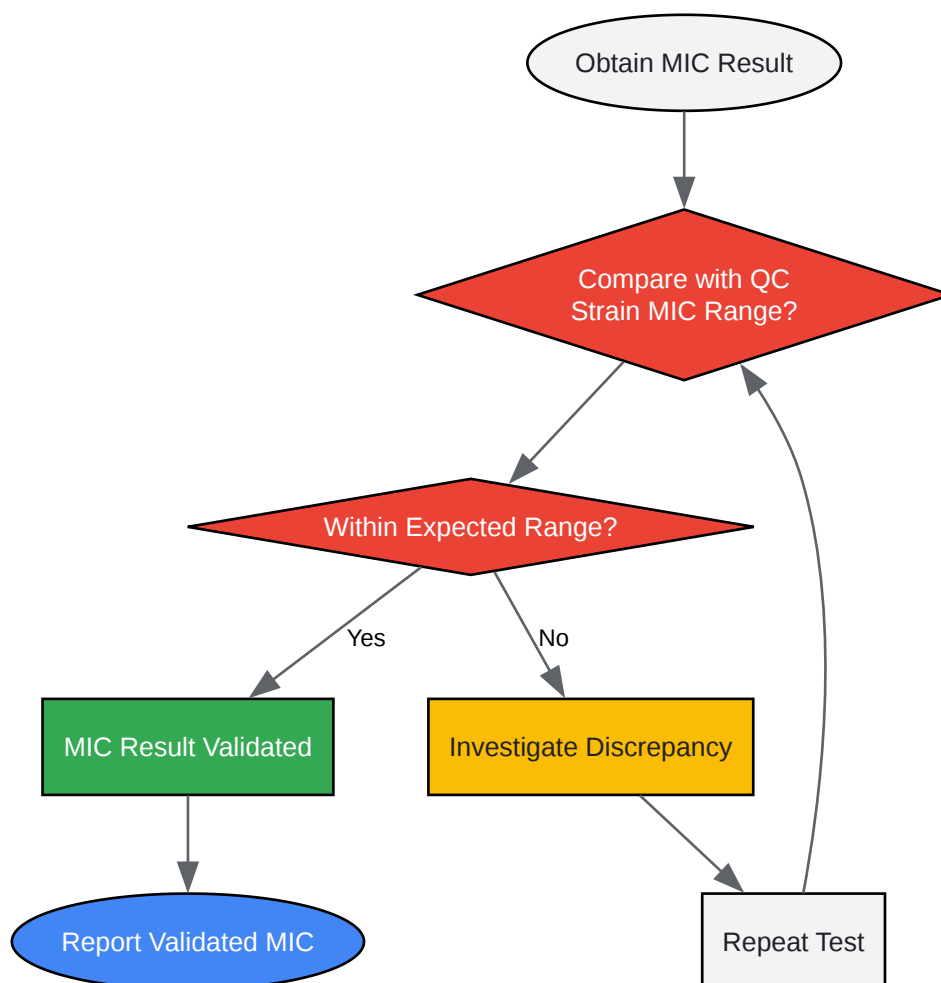 Obtain MIC Result
Compare with QC
Strain MIC Range?
Within Expected Range?
Yes
No
MIC Result Validated
Investigate Discrepancy
Report Validated MIC
Repeat Test